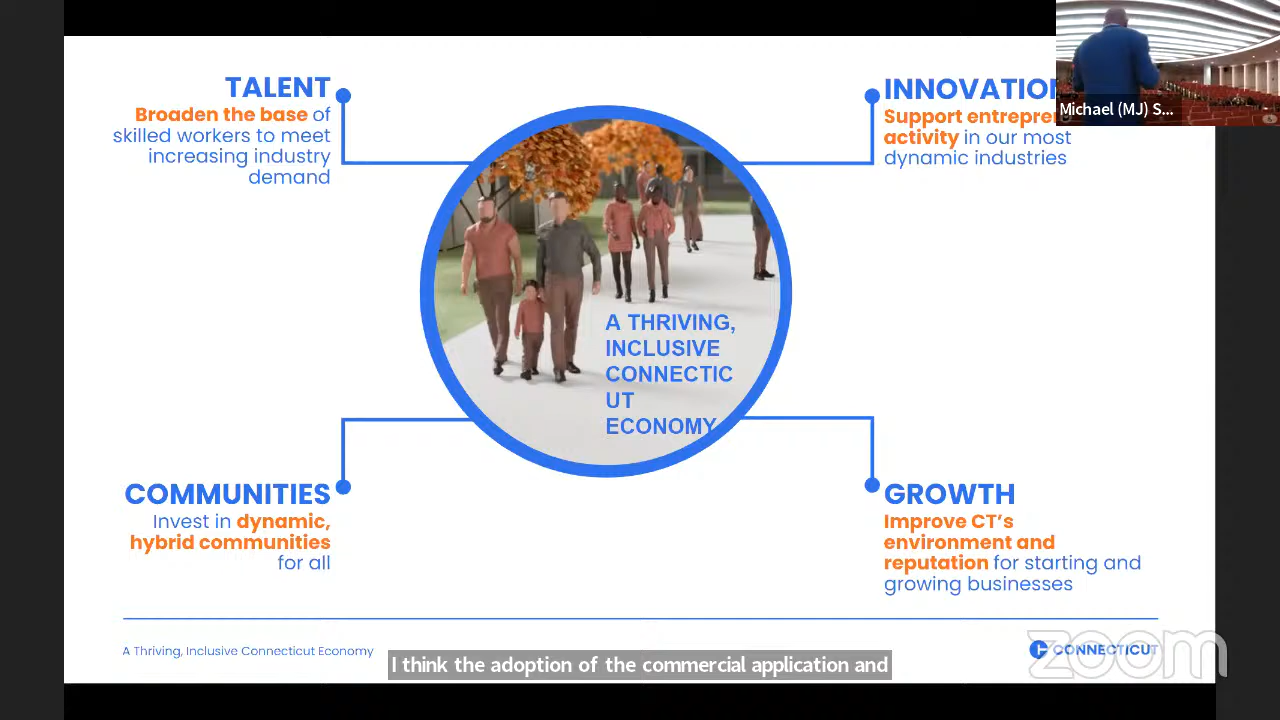 TALENT
Broaden the base of
skilled workers to meet
increasing industry
demand
INNOVATION
Support entrepre
activity in our most
dynamic industries
Michael (MJ) S...
A THRIVING,
INCLUSIVE
CONNECTIC
UT
ECONOMY
COMMUNITIES
Invest in dynamic,
hybrid communities
for all
GROWTH
Improve CT's
environment and
reputation for starting and
growing businesses
A Thriving, Inclusive Connecticut Economy
CONNECTICUT
zoom
I think the adoption of the commercial application and